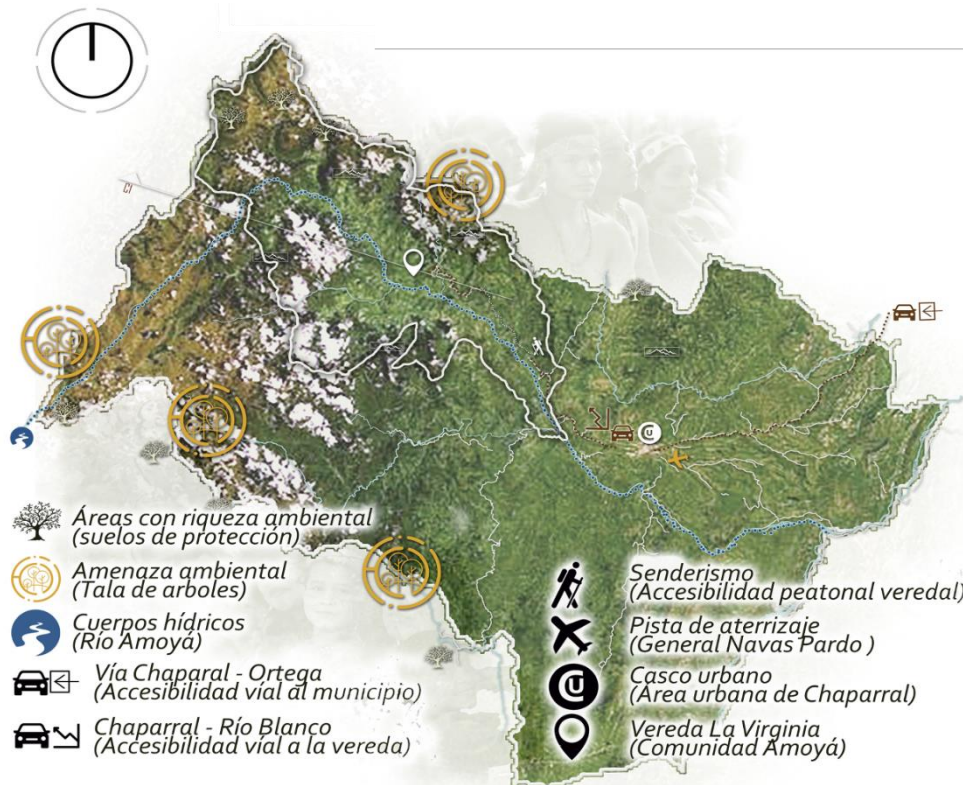 Áreas con riqueza ambiental
(suelos de protección)
Amenaza ambiental
(Tala de arboles)
Cuerpos hídricos
(Río Amoyá)
Vía Chaparal - Ortega
(Accesibilidad víal al municipio)
Chaparral - Río Blanco
(Accesibilidad víal a la vereda)
Senderismo
(Accesibilidad peatonal veredal)
Pista de aterrizaje
(General Navas Pardo )
Casco urbano
(Área urbana de Chaparral)
Vereda La Virginia
(Comunidad Amoyá)